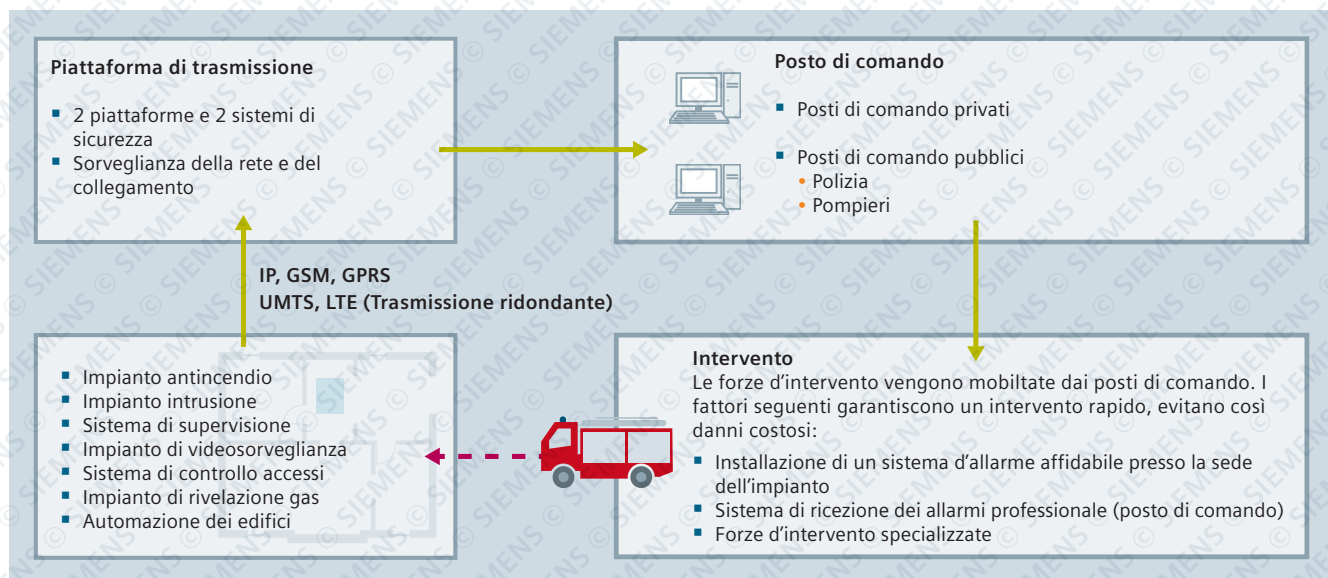 Piattaforma di trasmissione
2 piattaforme e 2 sistemi di
sicurezza
Sorveglianza della rete e del
collegamento
Posto di comando
Posti di comando privati
Posti di comando pubblici
Polizia
Pompieri
IP, GSM, GPRS
UMTS, LTE (Trasmissione ridondante)
Impianto antincendio
Impianto intrusione
Sistema di supervisione
Impianto di videosorveglianza
Sistema di controllo accessi
Impianto di rivelazione gas
Automazione dei edifici
Intervento
Le forze d'intervento vengono mobiltate dai posti di comando. I
fattori seguenti garantiscono un intervento rapido, evitano così
danni costosi:
Installazione di un sistema d'allarme affidabile presso la sede
dell'impianto
Sistema di ricezione dei allarmi professionale (posto di comando)
Forze d'intervento specializzate
© SIEMENS